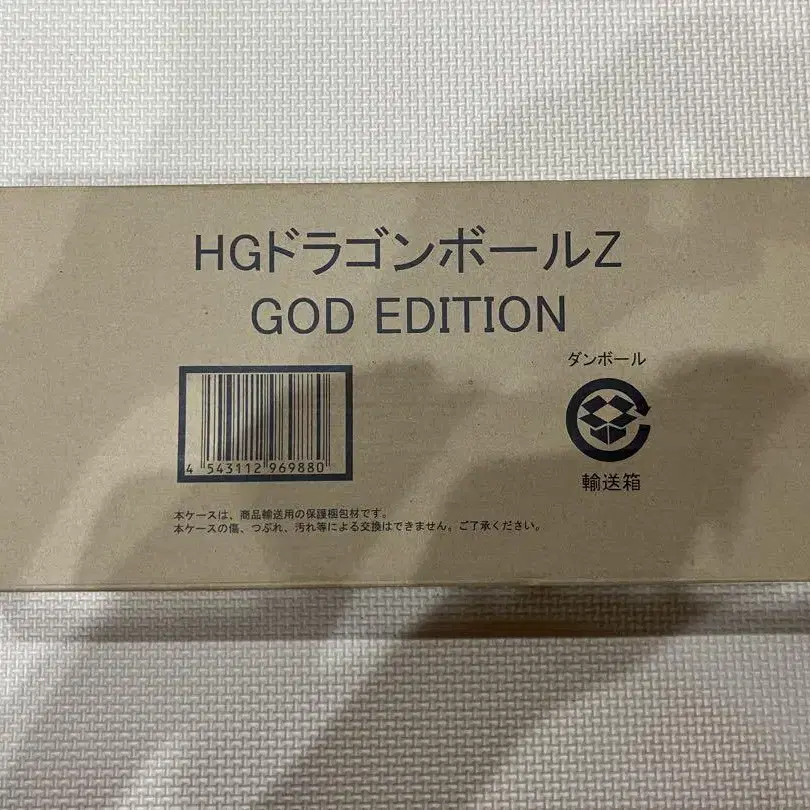 HGドラゴンボールZ
GOD EDITION
ダンボール
4 543112 969880
輸送箱
本ケースは、商品輸送用の保護梱包材です。
本ケースの傷、つぶれ、汚れ等による交換はできません。ご了承ください。